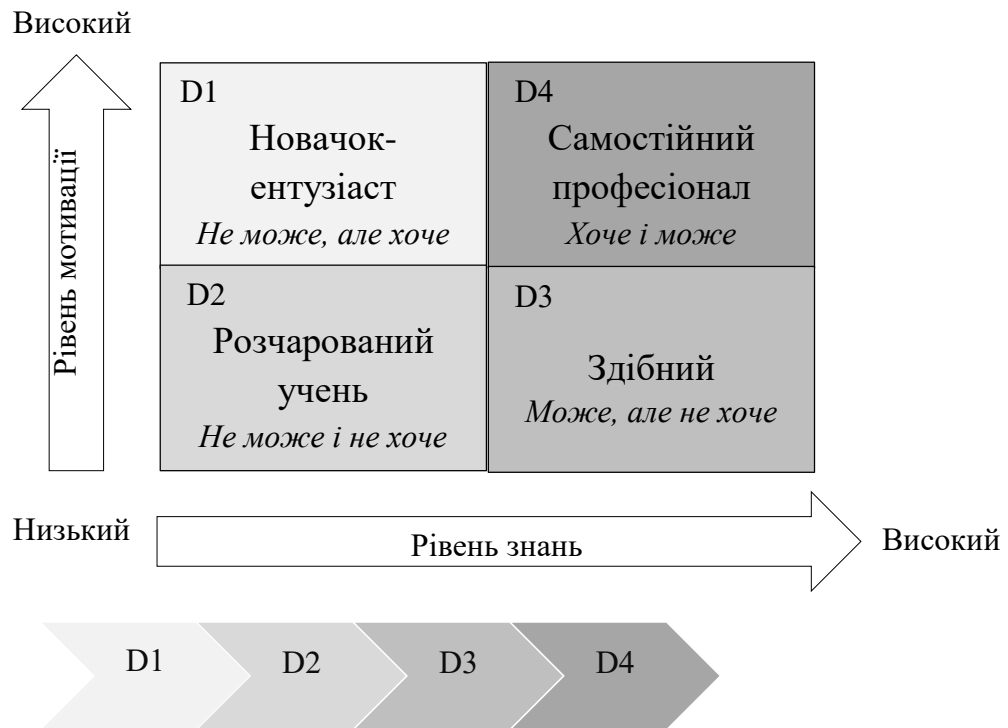 Високий
Рівень мотивації
D1
Новачок-
ентузіаст
Не може, але хоче
D4
Самостійний
професіонал
Хоче і може
D2
Розчарований
учень
Не може і не хоче
D3
Здібний
Може, але не хоче
Низький
Рівень знань
Високий
D1
D2
D3
D4